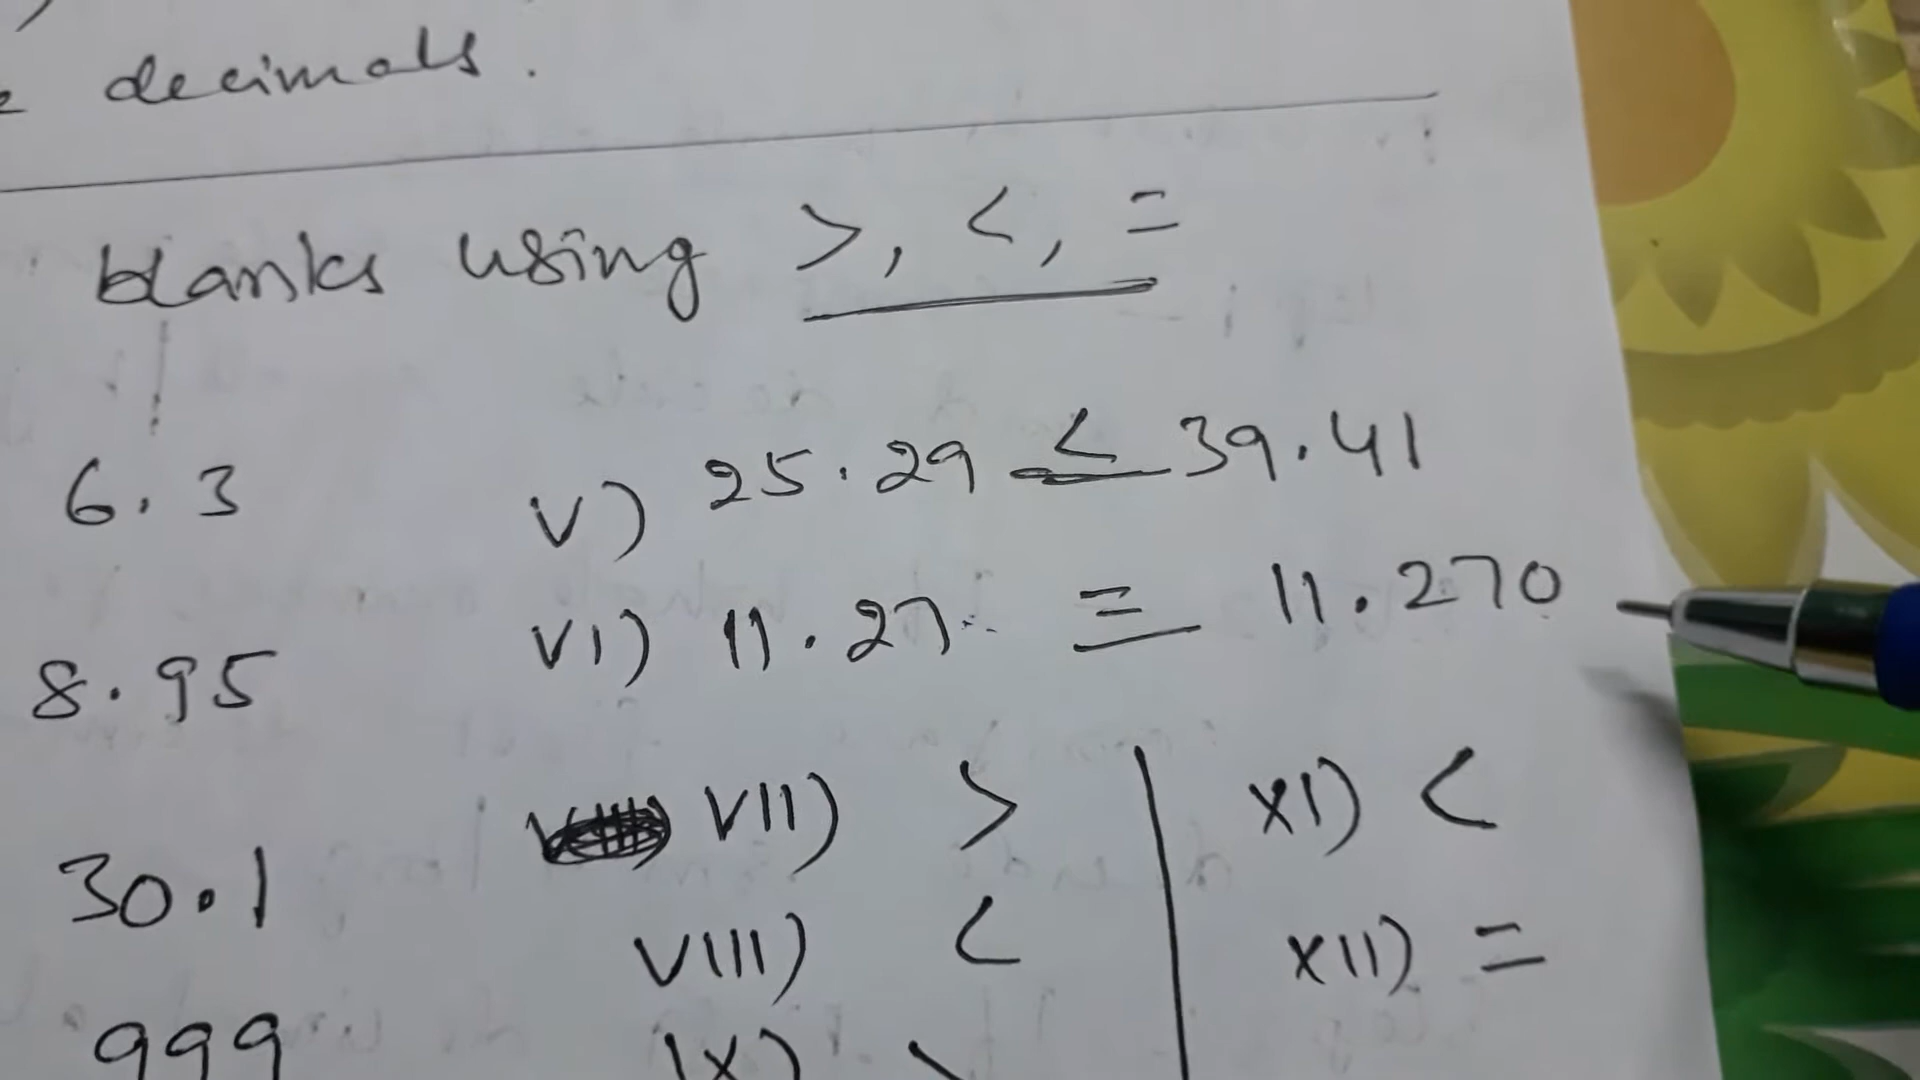 decimals.
blanks using >, <, =
6.3
v) 25.29 < 39.41
8.95
vi) 11.27 = 11.270
30.1
vii) >
viii) <
999
ix)
xi) <
xii) =